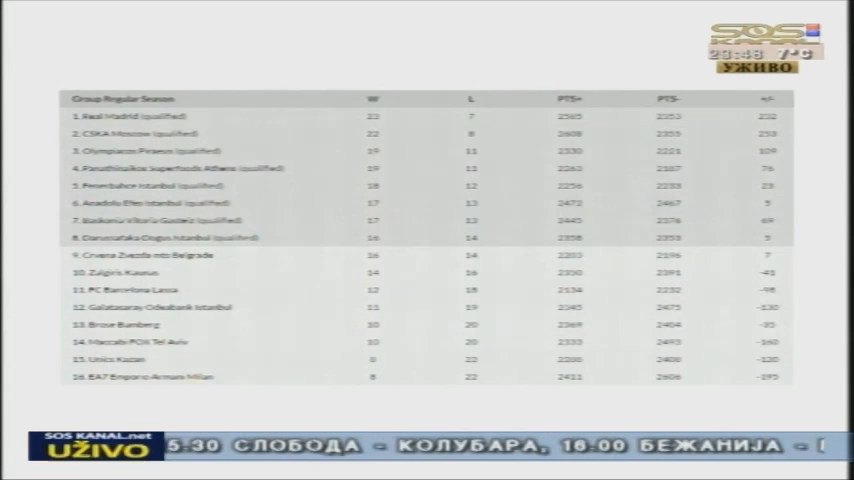 SOS
KANAL
23:48 7°C
УЖИВО
Group Regular Season W L PTS+ PTS- +/-
1. Real Madrid (qualified) 23 7 2585 2353 232
2. CSKA Moscow (qualified) 22 8 2608 2355 253
3. Olympiacos Piraeus (qualified) 19 11 2330 2221 109
4. Panathinaikos Superfoods Athens (qualified) 19 11 2263 2187 76
5. Fenerbahce Istanbul (qualified) 18 12 2256 2233 23
6. Anadolu Efes Istanbul (qualified) 17 13 2472 2467 5
7. Baskonia Vitoria Gasteiz (qualified) 17 13 2445 2376 69
8. Darussafaka Dogus Istanbul (qualified) 16 14 2358 2353 5
9. Crvena Zvezda mts Belgrade 16 14 2203 2196 7
10. Zalgiris Kaunas 14 16 2350 2391 -41
11. FC Barcelona Lassa 12 18 2134 2232 -98
12. Galatasaray Odeabank Istanbul 11 19 2345 2475 -130
13. Brose Bamberg 10 20 2369 2404 -35
14. Maccabi FOX Tel Aviv 10 20 2333 2493 -160
15. Unics Kazan 8 22 2288 2408 -120
16. EA7 Emporio Armani Milan 8 22 2411 2606 -195
SOS KANAL.net
UŽIVO
5:30 СЛОБОДА - КОЛУБАРА, 16:00 БЕЖАНИЈА -